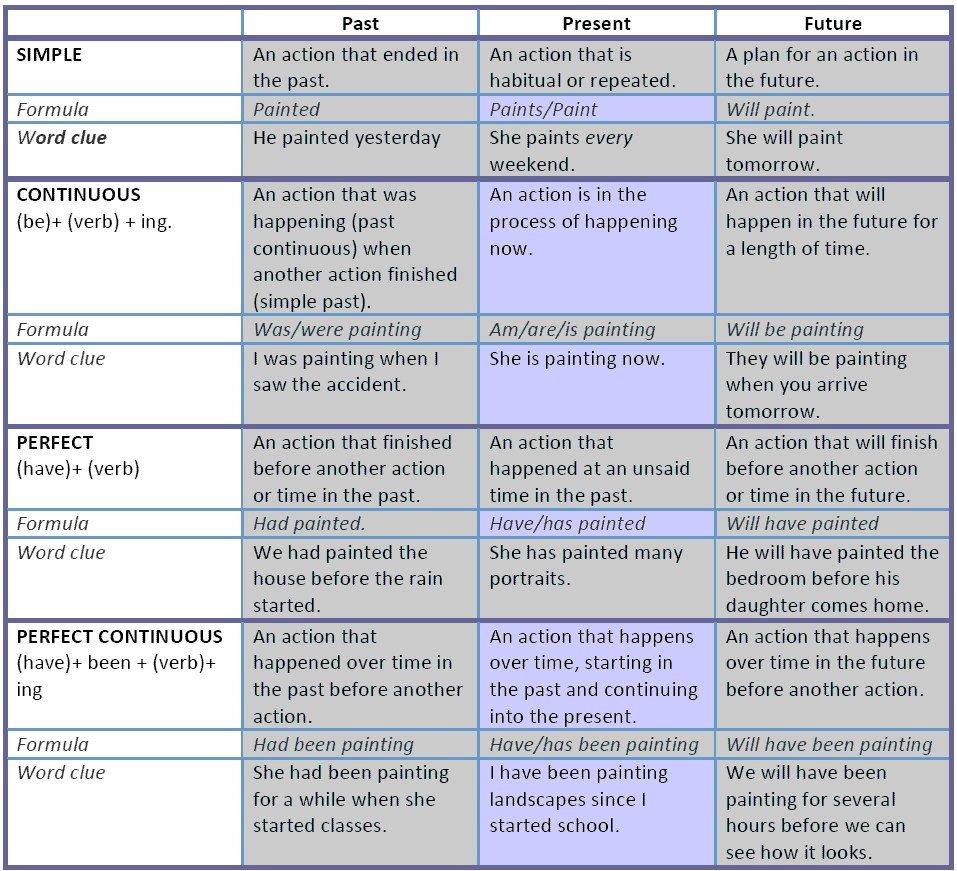 Past Present Future
SIMPLE
An action that ended in
the past.
An action that is
habitual or repeated.
A plan for an action in
the future.
Formula
Painted
Paints/Paint
Will paint.
Word clue
He painted yesterday
She paints every
weekend.
She will paint
tomorrow.
CONTINUOUS
(be)+ (verb) + ing.
An action that was
happening (past
continuous) when
another action finished
(simple past).
An action is in the
process of happening
now.
An action that will
happen in the future for
a length of time.
Formula
Was/were painting
Am/are/is painting
Will be painting
Word clue
I was painting when I
saw the accident.
She is painting now.
They will be painting
when you arrive
tomorrow.
PERFECT
(have)+ (verb)
An action that finished
before another action
or time in the past.
An action that
happened at an unsaid
time in the past.
An action that will finish
before another action
or time in the future.
Formula
Had painted.
Have/has painted
Will have painted
Word clue
We had painted the
house before the rain
started.
She has painted many
portraits.
He will have painted the
bedroom before his
daughter comes home.
PERFECT CONTINUOUS
(have)+ been + (verb)+
ing
An action that
happened over time in
the past before another
action.
An action that happens
over time, starting in
the past and continuing
into the present.
An action that happens
over time in the future
before another action.
Formula
Had been painting
Have/has been painting
Will have been painting
Word clue
She had been painting
for a while when she
started classes.
I have been painting
landscapes since I
started school.
We will have been
painting for several
hours before we can
see how it looks.